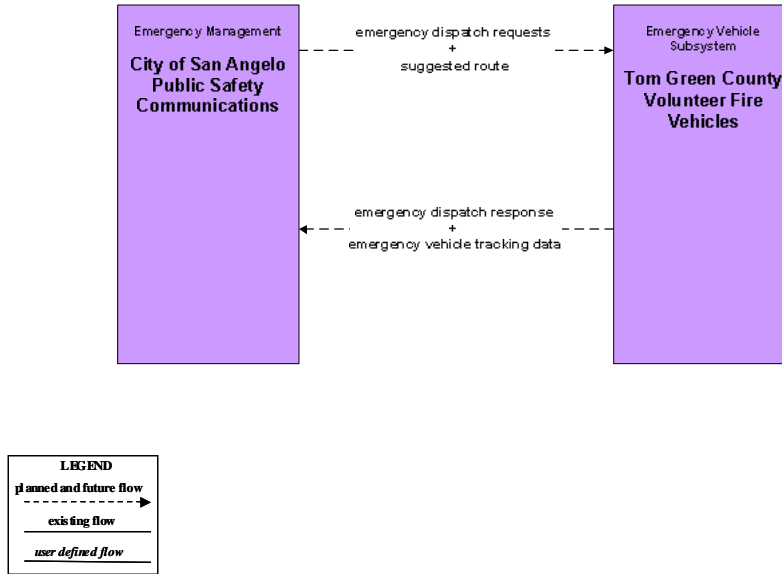 Emergency Management
City of San Angelo
Public Safety
Communications
emergency dispatch requests
+
suggested route
Emergency Vehicle
Subsystem
Tom Green County
Volunteer Fire
Vehicles
emergency dispatch response
+
emergency vehicle tracking data
LEGEND
planned and future flow
existing flow
user defined flow